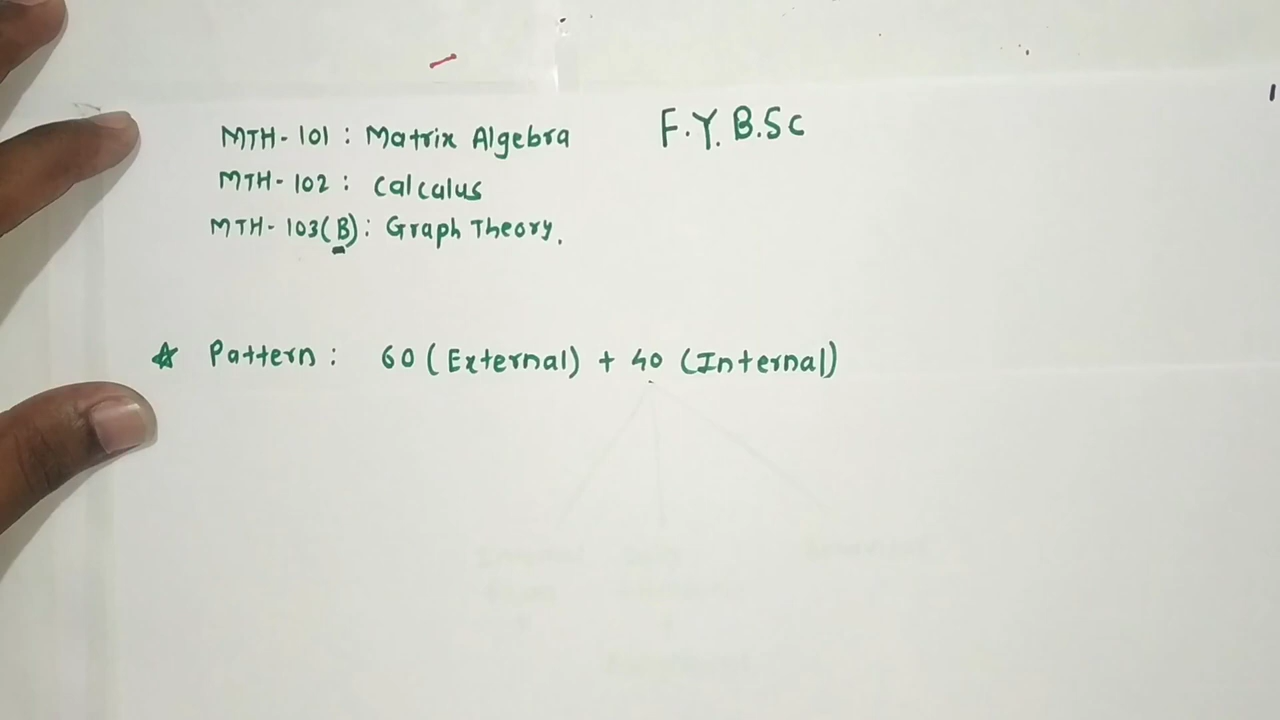 MTH-101 : Matrix Algebra F.Y.B.Sc
MTH-102 : Calculus
MTH-103(B): Graph Theory.
☆ Pattern : 60 (External) + 40 (Internal)